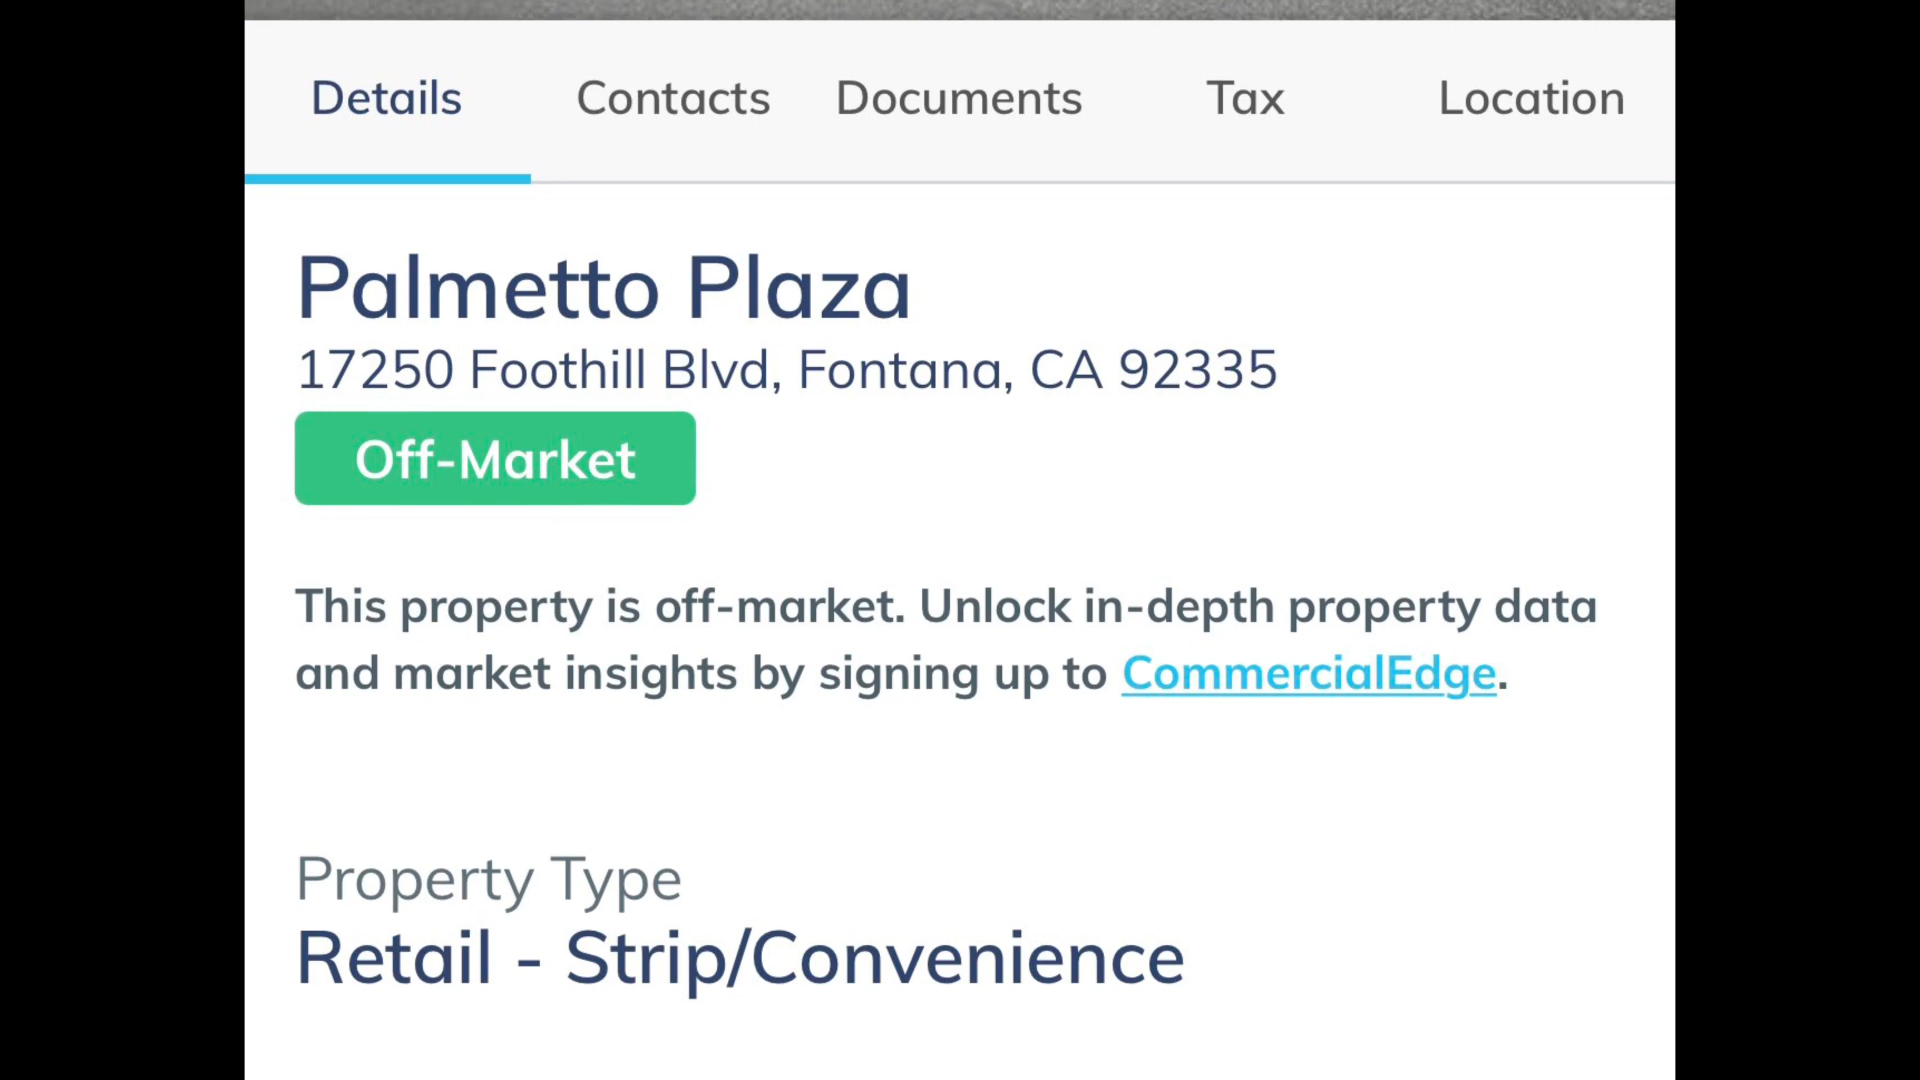 Details Contacts Documents Tax Location
Palmetto Plaza
17250 Foothill Blvd, Fontana, CA 92335
Off-Market
This property is off-market. Unlock in-depth property data
and market insights by signing up to CommercialEdge.
Property Type
Retail - Strip/Convenience